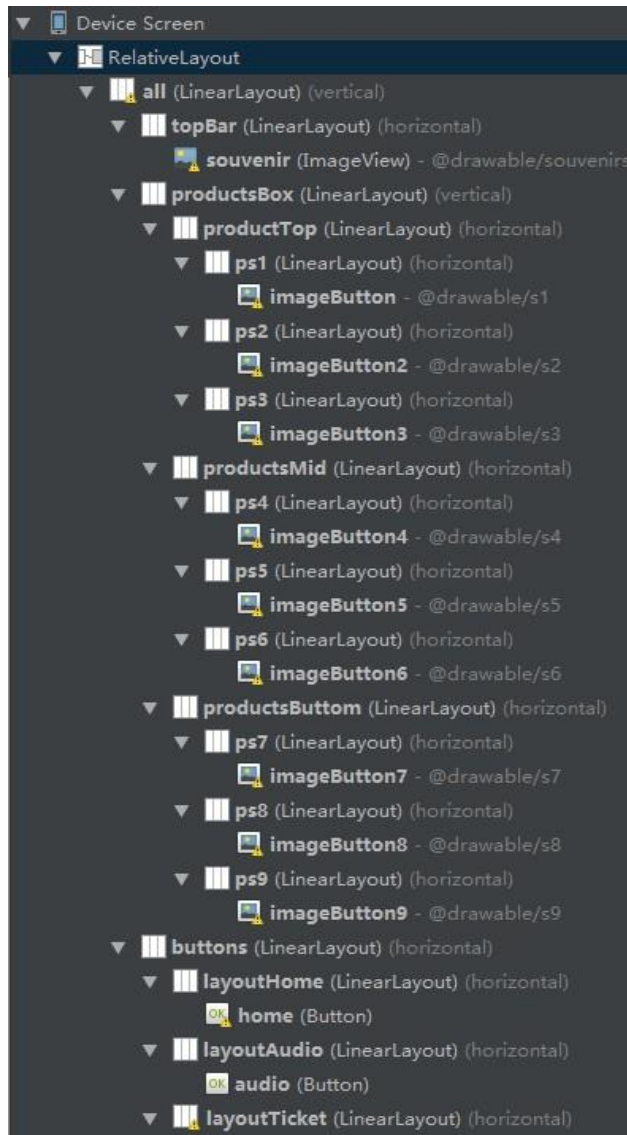 Device Screen
RelativeLayout
all (LinearLayout) (vertical)
topBar (LinearLayout) (horizontal)
souvenir (ImageView) - @drawable/souvenirs
productsBox (LinearLayout) (vertical)
productTop (LinearLayout) (horizontal)
ps1 (LinearLayout) (horizontal)
imageButton - @drawable/s1
ps2 (LinearLayout) (horizontal)
imageButton2 - @drawable/s2
ps3 (LinearLayout) (horizontal)
imageButton3 - @drawable/s3
productsMid (LinearLayout) (horizontal)
ps4 (LinearLayout) (horizontal)
imageButton4 - @drawable/s4
ps5 (LinearLayout) (horizontal)
imageButton5 - @drawable/s5
ps6 (LinearLayout) (horizontal)
imageButton6 - @drawable/s6
productsButtom (LinearLayout) (horizontal)
ps7 (LinearLayout) (horizontal)
imageButton7 - @drawable/s7
ps8 (LinearLayout) (horizontal)
imageButton8 - @drawable/s8
ps9 (LinearLayout) (horizontal)
imageButton9 - @drawable/s9
buttons (LinearLayout) (horizontal)
layoutHome (LinearLayout) (horizontal)
OK home (Button)
layoutAudio (LinearLayout) (horizontal)
OK audio (Button)
layoutTicket (LinearLayout) (horizontal)